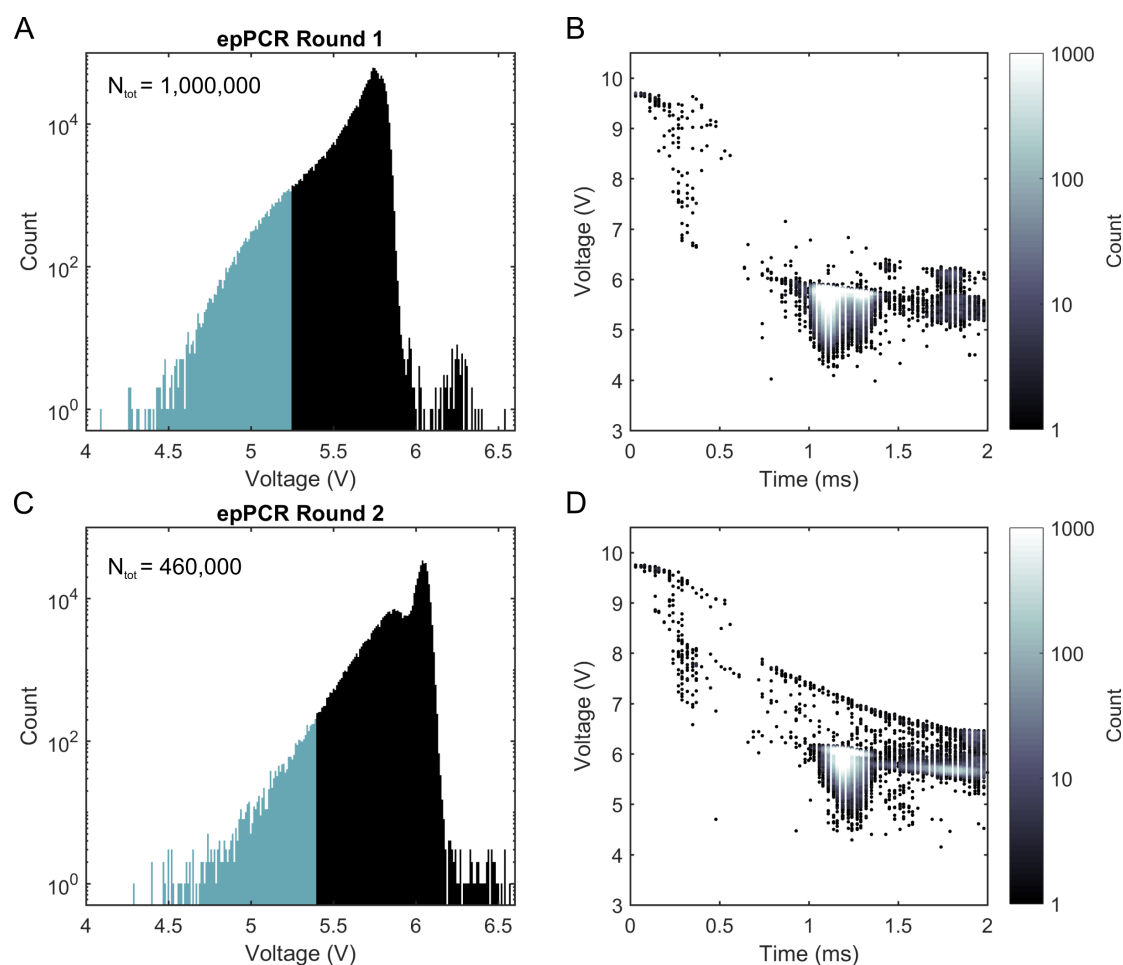 A
epPCR Round 1
N_tot = 1,000,000
10^4
10^2
10^0
Count
4 4.5 5 5.5 6 6.5
Voltage (V)
B
10
9
8
7
6
5
4
3
Voltage (V)
0 0.5 1 1.5 2
Time (ms)
1000
100
10
1
Count
C
epPCR Round 2
N_tot = 460,000
10^4
10^2
10^0
Count
4 4.5 5 5.5 6 6.5
Voltage (V)
D
10
9
8
7
6
5
4
3
Voltage (V)
0 0.5 1 1.5 2
Time (ms)
1000
100
10
1
Count